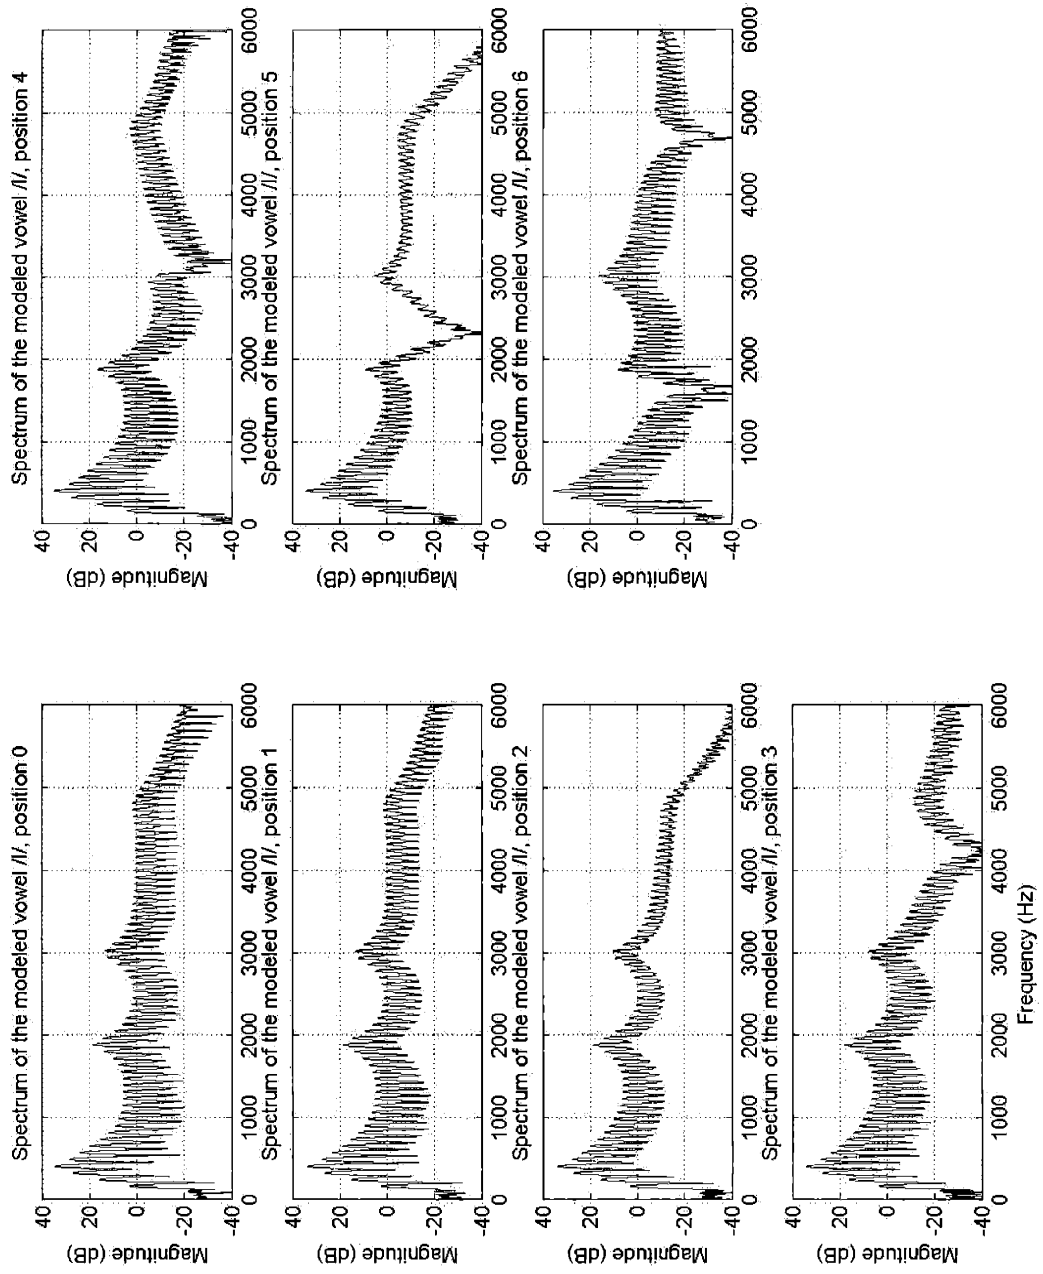 Spectrum of the modeled vowel /I/, position 0
Magnitude (dB)
40
20
0
-20
-40
0 1000 2000 3000 4000 5000 6000
Spectrum of the modeled vowel /I/, position 1
Magnitude (dB)
40
20
0
-20
-40
0 1000 2000 3000 4000 5000 6000
Spectrum of the modeled vowel /I/, position 2
Magnitude (dB)
40
20
0
-20
-40
0 1000 2000 3000 4000 5000 6000
Spectrum of the modeled vowel /I/, position 3
Magnitude (dB)
40
20
0
-20
-40
0 1000 2000 3000 4000 5000 6000
Frequency (Hz)
Spectrum of the modeled vowel /I/, position 4
Magnitude (dB)
40
20
0
-20
-40
0 1000 2000 3000 4000 5000 6000
Spectrum of the modeled vowel /I/, position 5
Magnitude (dB)
40
20
0
-20
-40
0 1000 2000 3000 4000 5000 6000
Spectrum of the modeled vowel /I/, position 6
Magnitude (dB)
40
20
0
-20
-40
0 1000 2000 3000 4000 5000 6000